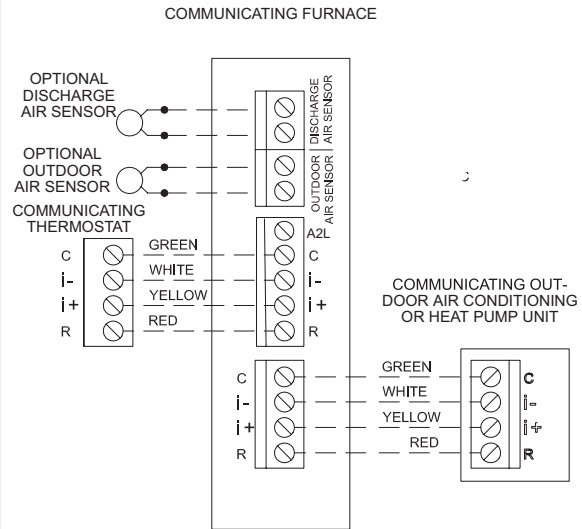 COMMUNICATING FURNACE
OPTIONAL
DISCHARGE
AIR SENSOR
DISCHARGE
AIR SENSOR
OPTIONAL
OUTDOOR
AIR SENSOR
OUTDOOR
AIR SENSOR
COMMUNICATING
THERMOSTAT
A2L
C GREEN C
i- WHITE i-
i+ YELLOW i+
R RED R
COMMUNICATING OUT-
DOOR AIR CONDITIONING
OR HEAT PUMP UNIT
C GREEN C
i- WHITE i-
i+ YELLOW i+
R RED R